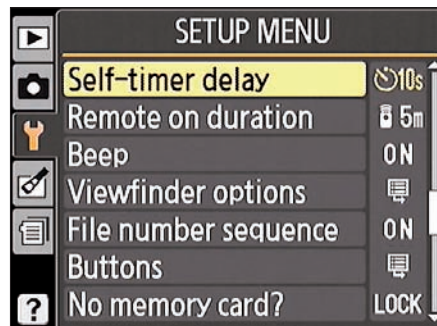 SETUP MENU
Self-timer delay 10s
Remote on duration 5m
Beep ON
Viewfinder options
File number sequence ON
Buttons
No memory card? LOCK
?